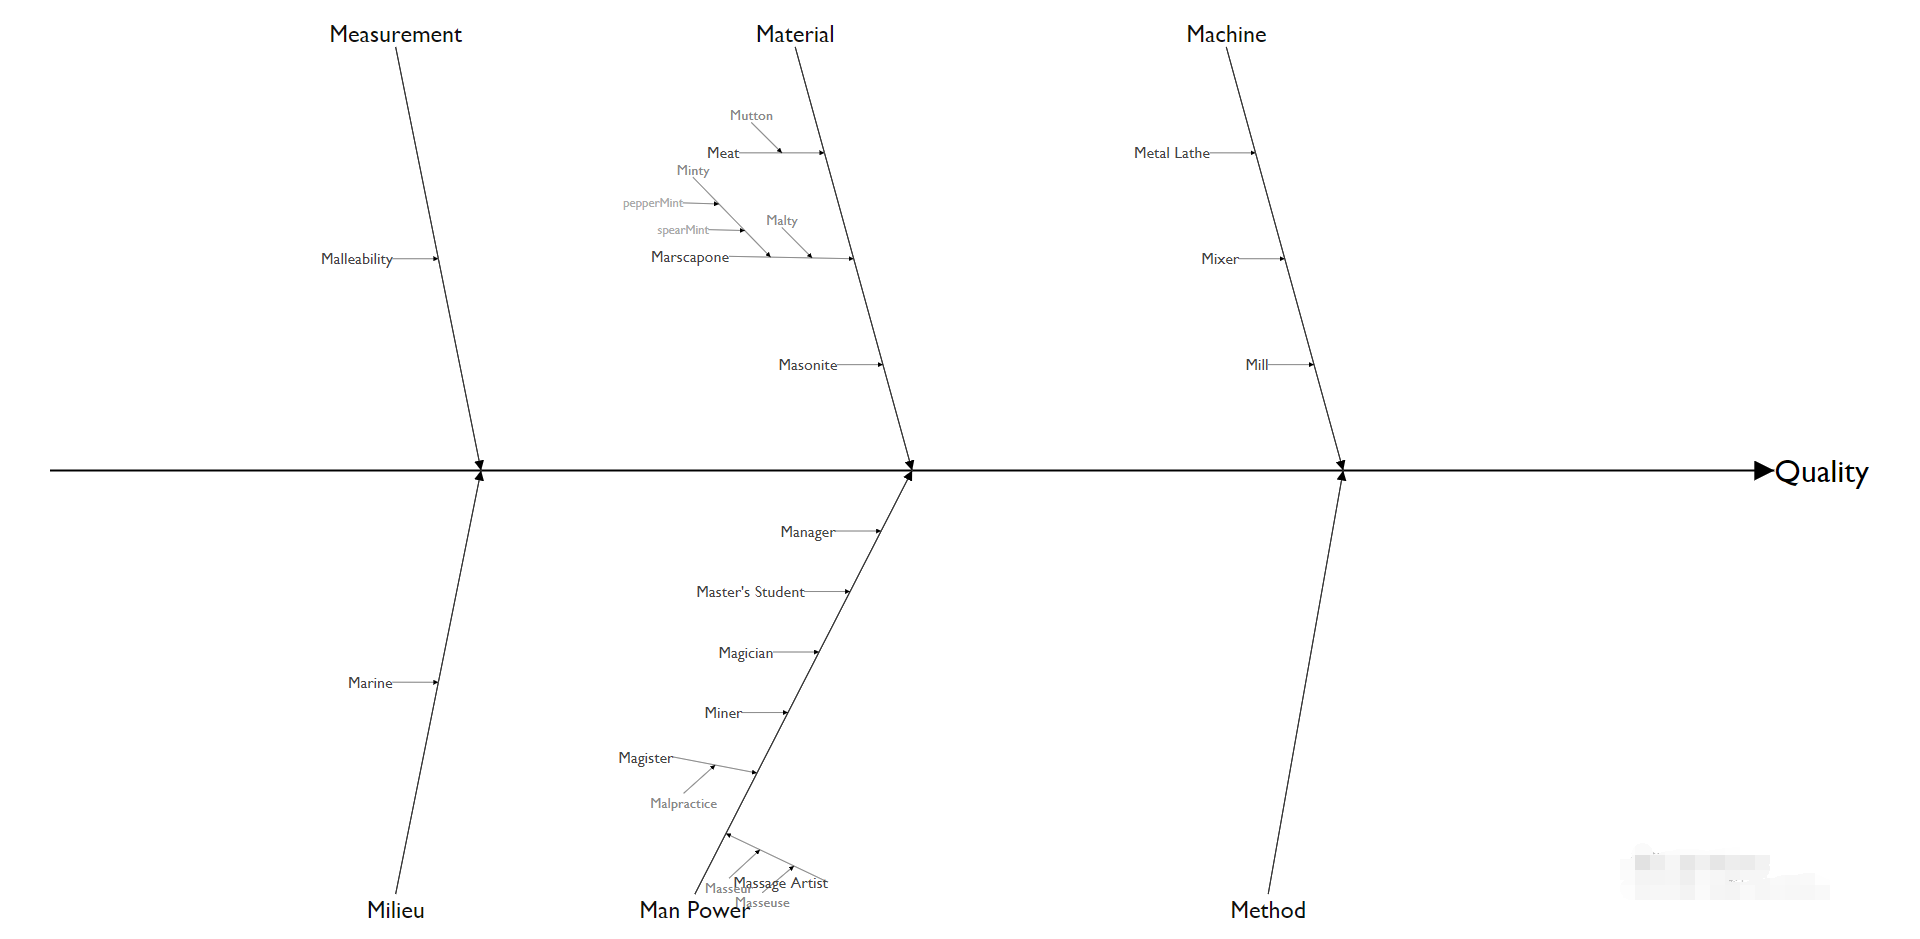 Measurement
Material
Machine
Mutton
Meat
Metal Lathe
Minty
pepperMint
Malty
spearMint
Marscapone
Malleability
Mixer
Masonite
Mill
Quality
Manager
Master's Student
Magician
Marine
Miner
Magister
Malpractice
Massage Artist
Masseur
Masseuse
Milieu
Man Power
Method